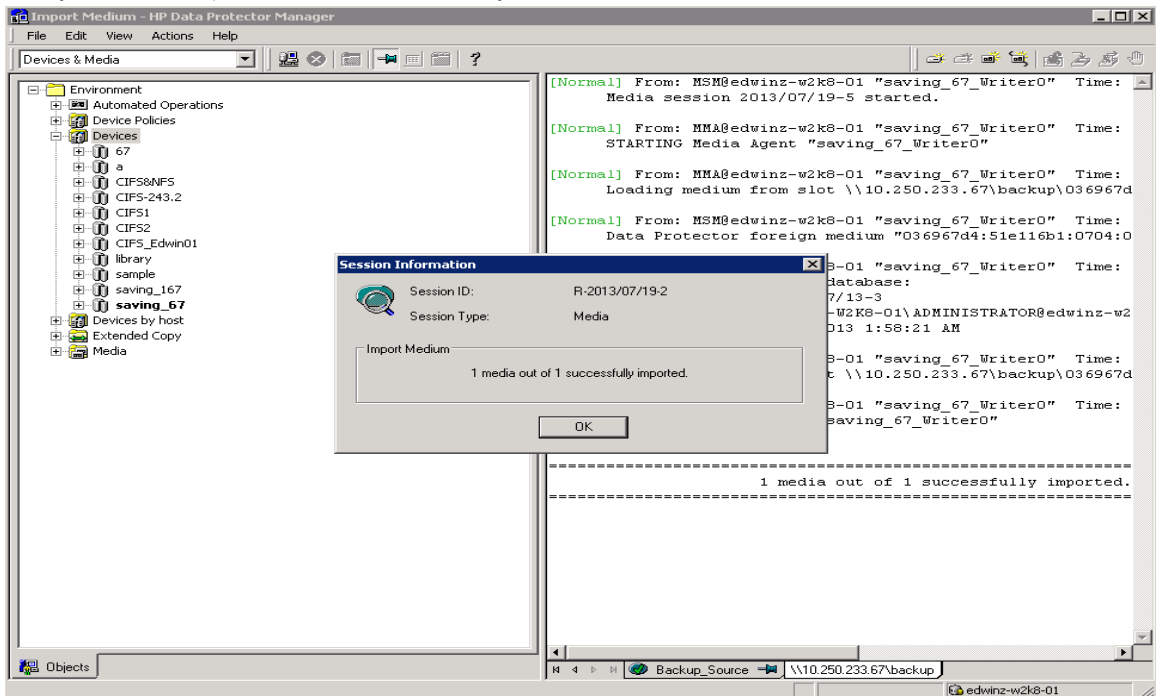 Import Medium - HP Data Protector Manager
File Edit View Actions Help
Devices & Media
Environment
Automated Operations
Device Policies
Devices
67
a
CIFS&NFS
CIFS-243.2
CIFS1
CIFS2
CIFS_Edwin01
library
sample
saving_167
saving_67
Devices by host
Extended Copy
Media
Objects
[Normal] From: MSM@edwinz-w2k8-01 "saving_67_Writer0" Time:
Media session 2013/07/19-5 started.
[Normal] From: MMA@edwinz-w2k8-01 "saving_67_Writer0" Time:
STARTING Media Agent "saving_67_Writer0"
[Normal] From: MMA@edwinz-w2k8-01 "saving_67_Writer0" Time:
Loading medium from slot \\10.250.233.67\backup\036967d
[Normal] From: MSM@edwinz-w2k8-01 "saving_67_Writer0" Time:
Data Protector foreign medium "036967d4:51e116b1:0704:0
8-01 "saving_67_Writer0" Time:
database:
7/13-3
-W2K8-01\ADMINISTRATOR@edwinz-w2
013 1:58:21 AM
8-01 "saving_67_Writer0" Time:
t \\10.250.233.67\backup\036967d
8-01 "saving_67_Writer0" Time:
saving_67_Writer0"
1 media out of 1 successfully imported.
Session Information
Session ID: R-2013/07/19-2
Session Type: Media
Import Medium
1 media out of 1 successfully imported.
OK
Backup_Source
\\10.250.233.67\backup
edwinz-w2k8-01